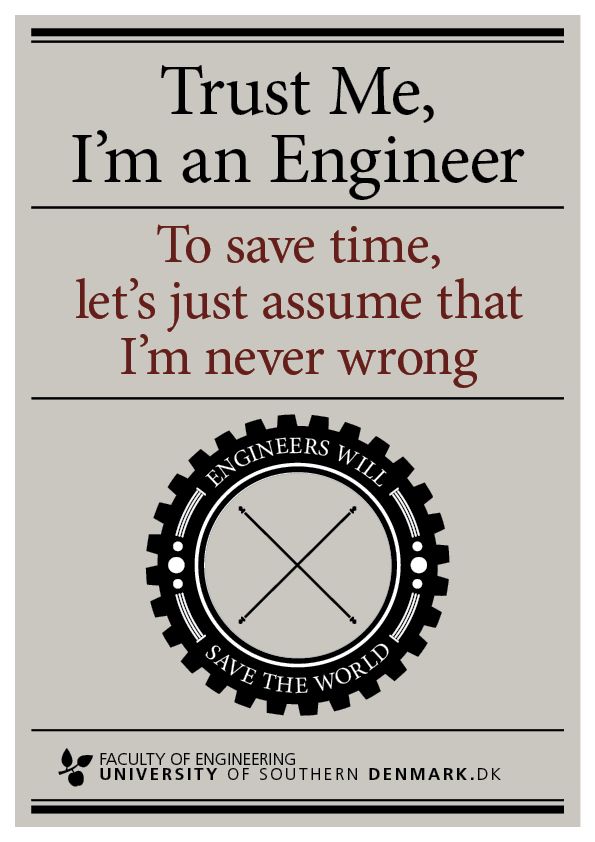 Trust Me,
I’m an Engineer
To save time,
let’s just assume that
I’m never wrong
ENGINEERS WILL
SAVE THE WORLD
FACULTY OF ENGINEERING
UNIVERSITY OF SOUTHERN DENMARK.DK